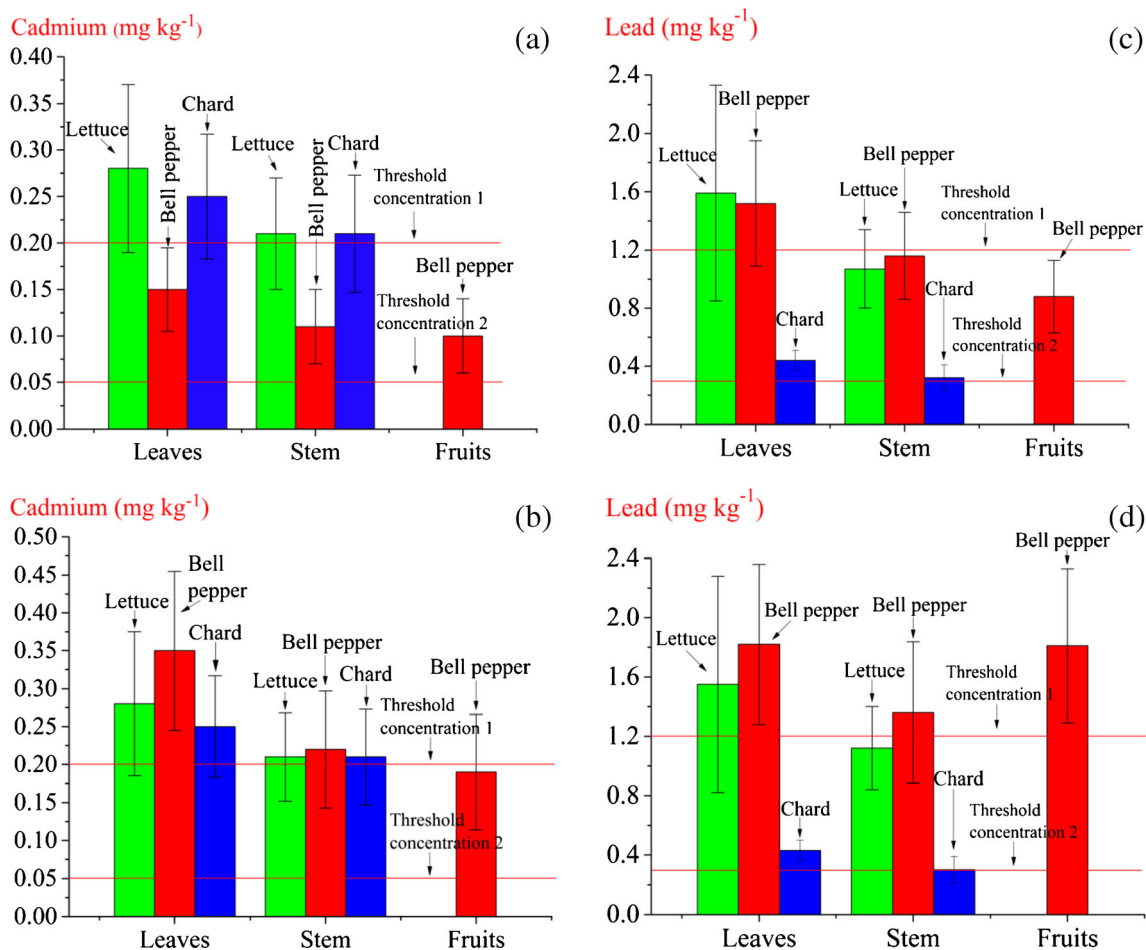 Cadmium (mg kg-1)
(a)
0.40
0.35
0.30
0.25
0.20
0.15
0.10
0.05
0.00
Lettuce
Bell pepper
Chard
Lettuce
Bell pepper
Chard
Threshold
concentration 1
Bell pepper
Threshold
concentration 2
Leaves
Stem
Fruits
Lead (mg kg-1)
(c)
2.4
2.0
1.6
1.2
0.8
0.4
0.0
Lettuce
Bell pepper
Chard
Lettuce
Bell pepper
Chard
Threshold
concentration 1
Bell pepper
Threshold
concentration 2
Leaves
Stem
Fruits
Cadmium (mg kg-1)
(b)
0.50
0.45
0.40
0.35
0.30
0.25
0.20
0.15
0.10
0.05
0.00
Lettuce
Bell
pepper
Chard
Lettuce
Bell pepper
Chard
Threshold
concentration 1
Bell pepper
Threshold
concentration 2
Leaves
Stem
Fruits
Lead (mg kg-1)
(d)
2.4
2.0
1.6
1.2
0.8
0.4
0.0
Lettuce
Bell pepper
Chard
Lettuce
Bell pepper
Chard
Threshold
concentration 1
Bell pepper
Threshold
concentration 2
Leaves
Stem
Fruits